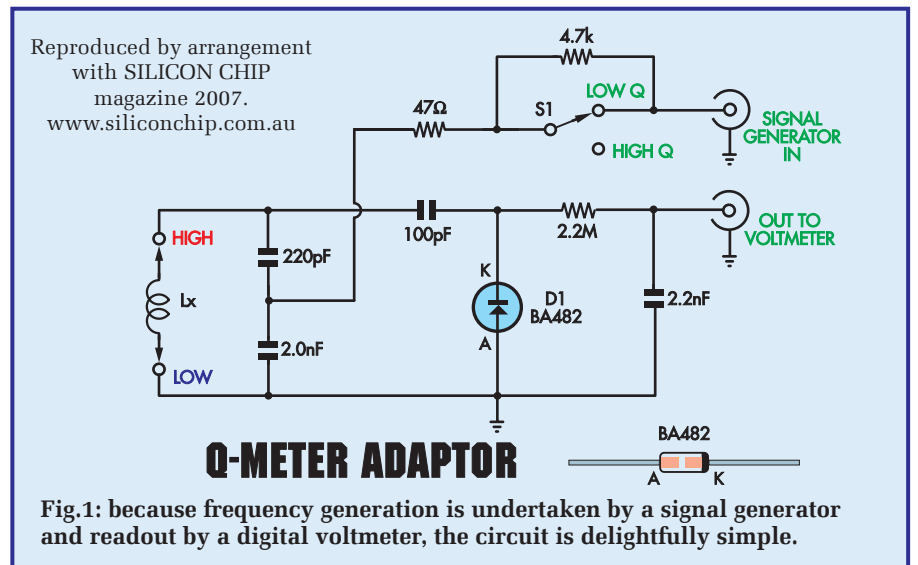 Reproduced by arrangement
with SILICON CHIP
magazine 2007.
www.siliconchip.com.au
4.7k
47Ω
S1
LOW Q
HIGH Q
SIGNAL
GENERATOR
IN
HIGH
220pF
100pF
2.2M
OUT TO
VOLTMETER
Lx
K
D1
BA482
A
2.2nF
2.0nF
LOW
Q-METER ADAPTOR
BA482
A
K
Fig.1: because frequency generation is undertaken by a signal generator
and readout by a digital voltmeter, the circuit is delightfully simple.